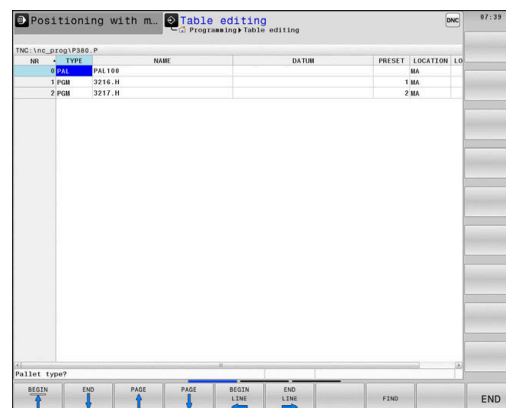 Positioning with m… Table editing DNC 07:39
Programming Table editing
TNC:\nc_prog\P380.P
NR TYPE NAME DATUM PRESET LOCATION LO
0 PAL PAL100 MA
1 PGM 3216.H 1 MA
2 PGM 3217.H 2 MA
Pallet type?
BEGIN END PAGE PAGE BEGIN LINE END LINE FIND END